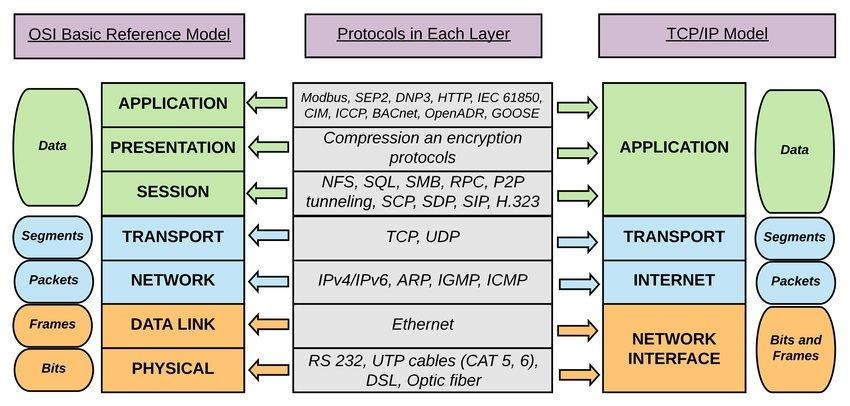 OSI Basic Reference Model
Protocols in Each Layer
TCP/IP Model
Data
APPLICATION
Modbus, SEP2, DNP3, HTTP, IEC 61850,
CIM, ICCP, BACnet, OpenADR, GOOSE
APPLICATION
Data
PRESENTATION
Compression an encryption
protocols
SESSION
NFS, SQL, SMB, RPC, P2P
tunneling, SCP, SDP, SIP, H.323
Segments
TRANSPORT
TCP, UDP
TRANSPORT
Segments
Packets
NETWORK
IPv4/IPv6, ARP, IGMP, ICMP
INTERNET
Packets
Frames
DATA LINK
Ethernet
NETWORK
INTERFACE
Bits and
Frames
Bits
PHYSICAL
RS 232, UTP cables (CAT 5, 6),
DSL, Optic fiber